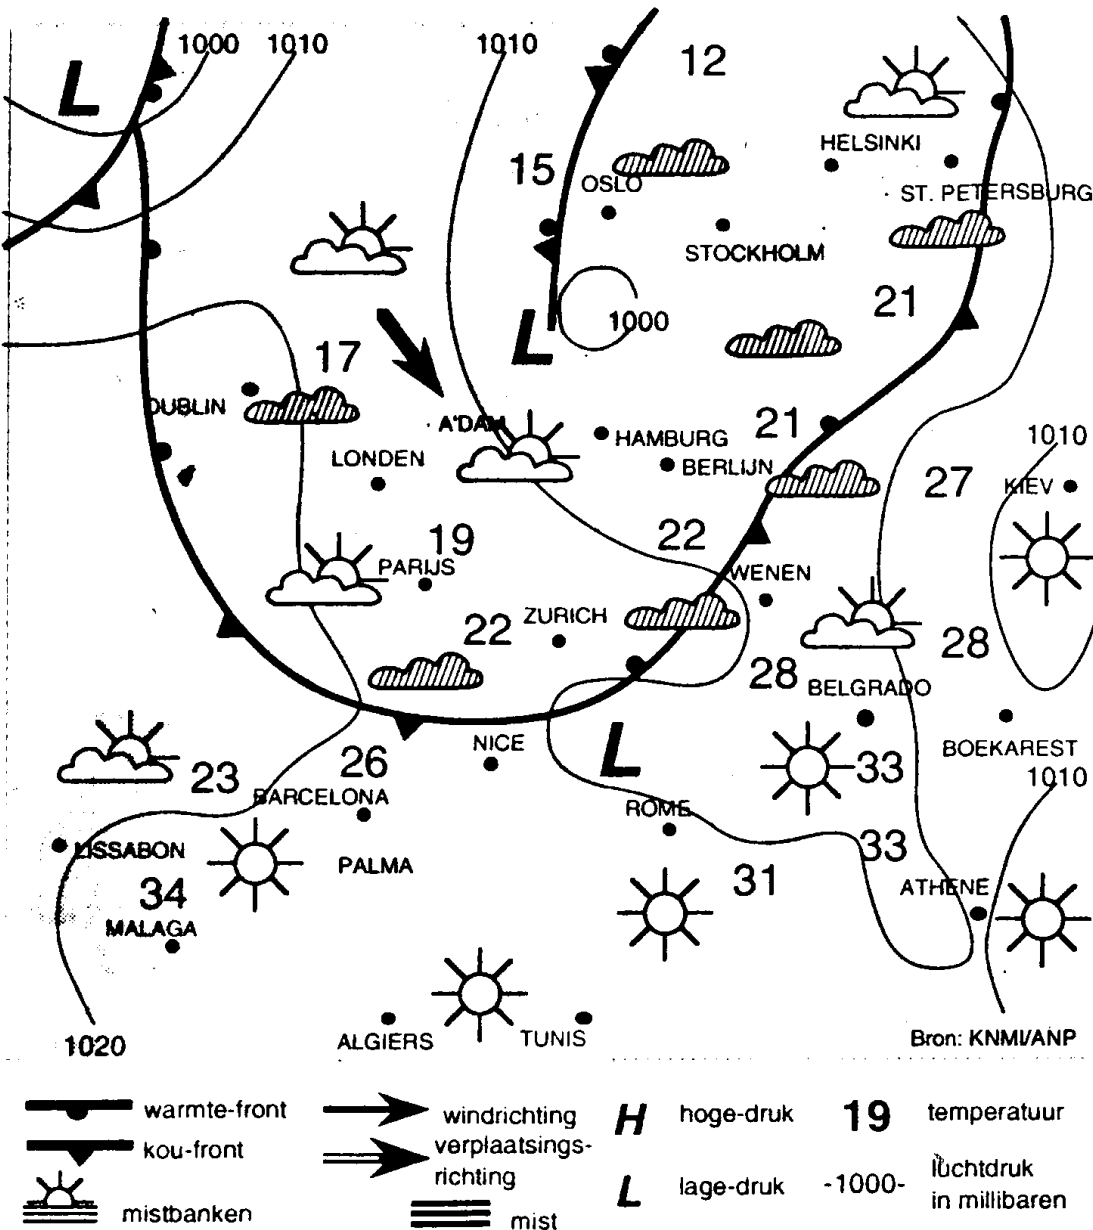 1000
1010
1010
12
L
HELSINKI
15
OSLO
ST. PETERSBURG
STOCKHOLM
21
1000
L
17
DUBLIN
A'DAM
HAMBURG
21
1010
LONDEN
BERLIJN
27
KIEV
19
22
PARIJS
WENEN
22
ZURICH
28
28
BELGRADO
NICE
L
BOEKAREST
26
33
23
BARCELONA
1010
ROME
LISSABON
PALMA
33
31
34
ATHENE
MALAGA
ALGIERS
TUNIS
1020
Bron: KNMI/ANP
warmte-front
windrichting
H hoge-druk
19 temperatuur
kou-front
verplaatsings-
richting
L lage-druk
-1000- luchtdruk
in millibaren
mistbanken
mist